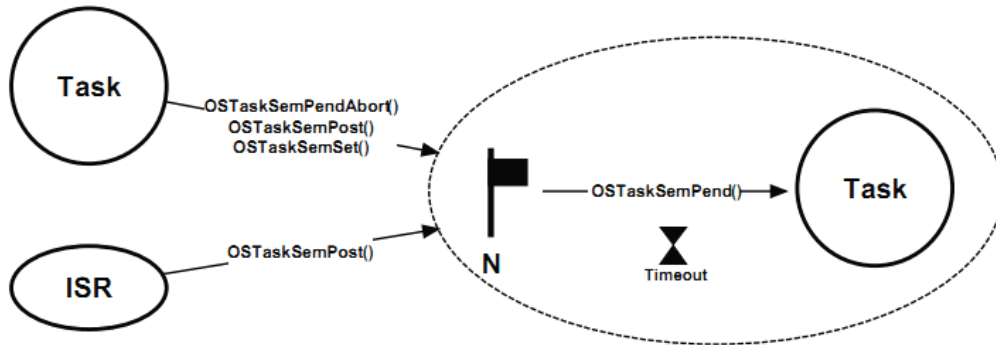 Task
OSTaskSemPendAbort()
OSTaskSemPost()
OSTaskSemSet()
OSTaskSemPend()
Task
OSTaskSemPost()
N
Timeout
ISR